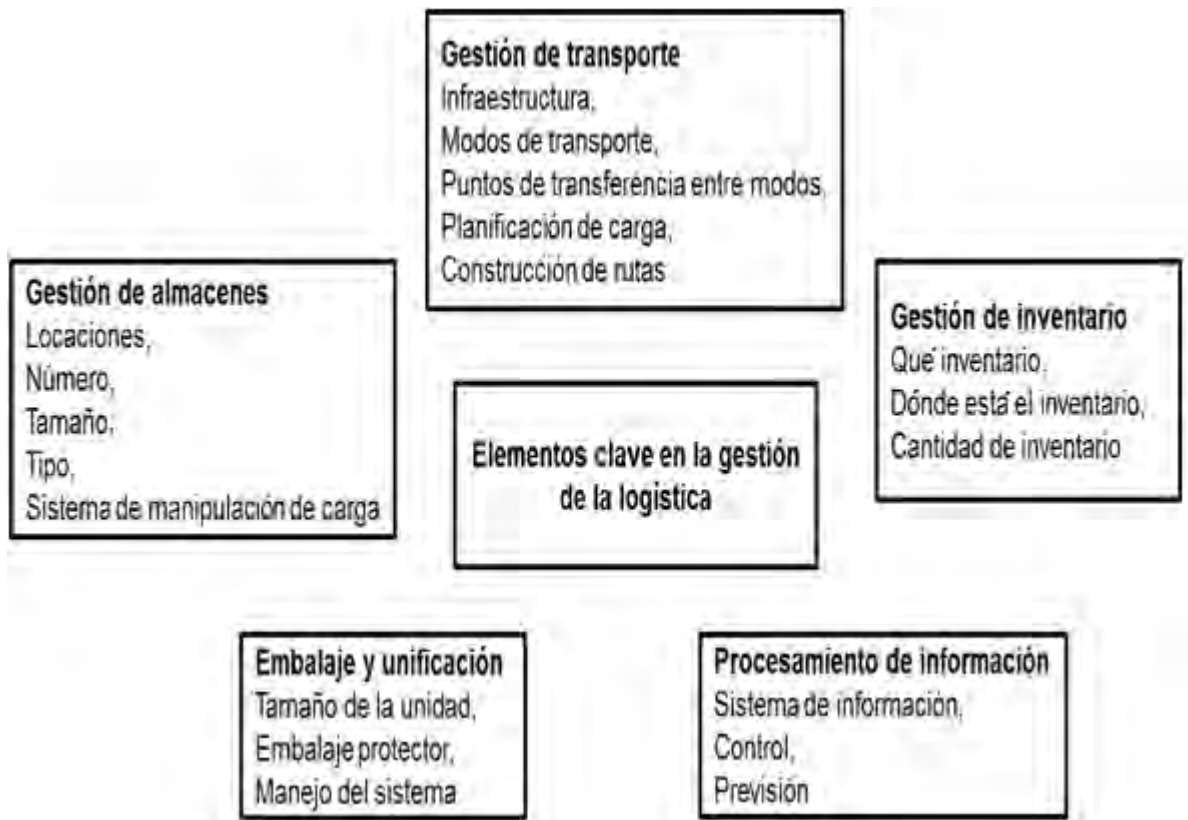 Gestión de transporte
Infraestructura,
Modos de transporte,
Puntos de transferencia entre modos,
Planificación de carga,
Construcción de rutas
Gestión de almacenes
Locaciones,
Número,
Tamaño,
Tipo,
Sistema de manipulación de carga
Gestión de inventario
Qué inventario,
Dónde está el inventario,
Cantidad de inventario
Elementos clave en la gestión
de la logística
Embalaje y unificación
Tamaño de la unidad,
Embalaje protector,
Manejo del sistema
Procesamiento de información
Sistema de información,
Control,
Previsión